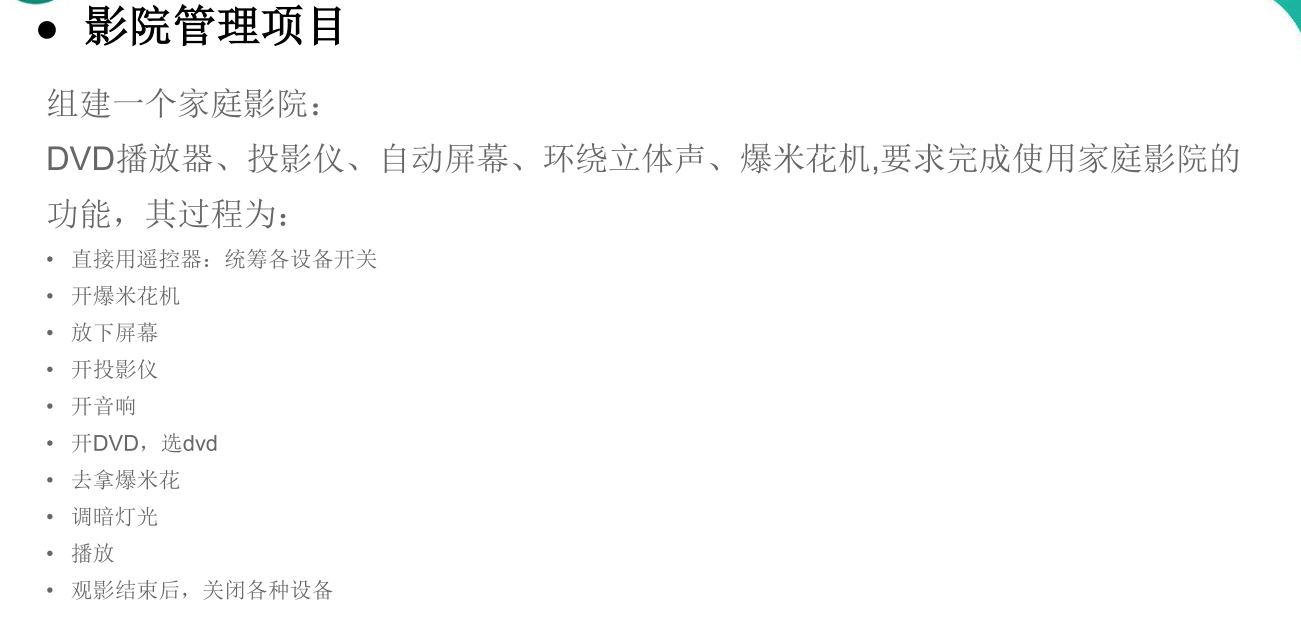 ● 影院管理项目
组建一个家庭影院：
DVD播放器、投影仪、自动屏幕、环绕立体声、爆米花机,要求完成使用家庭影院的
功能，其过程为：
• 直接用遥控器：统筹各设备开关
• 开爆米花机
• 放下屏幕
• 开投影仪
• 开音响
• 开DVD，选dvd
• 去拿爆米花
• 调暗灯光
• 播放
• 观影结束后，关闭各种设备